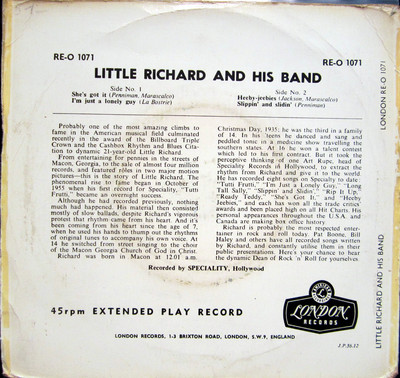 RE-O 1071
RE-O 1071
LITTLE RICHARD AND HIS BAND
Side No. 1
She's got it (Penniman, Marascalco)
I'm just a lonely guy (La Bostrie)
Side No. 2
Heeby-jeebies (Jackson, Marascalco)
Slippin' and slidin' (Penniman)
Probably one of the most amazing climbs to
fame in the American musical field culminated
recently in the award of the Billboard Triple
Crown and the Cashbox Rhythm and Blues Cita-
tion to dynamic 21-year-old Little Richard.
From entertaining for pennies in the streets of
Macon, Georgia, to the sale of almost four million
records, and featured rôles in two major motion
pictures—this is the story of Little Richard. The
phenomenal rise to fame began in October of
1955 when his first record for Speciality, "Tutti
Frutti," became an overnight success.
Although he had recorded previously, nothing
much had happened. His material then consisted
mostly of slow ballads, despite Richard's vigorous
protest that rhythm came from his heart. And it's
been coming from his heart since the age of 7,
when he used his hands to thump out the rhythms
of original tunes to accompany his own voice. At
14 he switched from street singing to the choir
of the Macon Georgia Church of God in Christ.
Richard was born in Macon at 12.01 a.m.
Christmas Day, 1935; he was the third in a family
of 14. In his teens he danced and sang and
peddled tonic in a medicine show travelling the
southern states. At 16 he won a talent contest
which led to his first contract. But it took the
perceptive thinking of one Art Rupe, head of
Speciality Records in Hollywood, to extract the
rhythm from Richard and give it to the world.
He has recorded eight songs on Speciality to date:
"Tutti Frutti," "I'm Just a Lonely Guy," "Long
Tall Sally," "Slippin' and Slidin'," "Rip It Up,"
"Ready Teddy," "She's Got It," and "Heeby
Jeebies," and each has won all the trade critics'
awards and been placed high on all Hit Charts. His
personal appearances throughout the U.S.A. and
Canada are making box office history.
Richard is probably the most respected enter-
tainer in rock and roll today. Pat Boone, Bill
Haley and others have all recorded songs written
by Richard, and constantly utilise them in their
public presentations. Here's your chance to hear
the dynamic Dean of Rock 'n' Roll for yourselves.
Recorded by SPECIALITY, Hollywood
45rpm EXTENDED PLAY RECORD
LONDON
RECORDS
LONDON RECORDS, 1-3 BRIXTON ROAD, LONDON, S.W.9, ENGLAND
LONDON RE-O 1071
LITTLE RICHARD AND HIS BAND